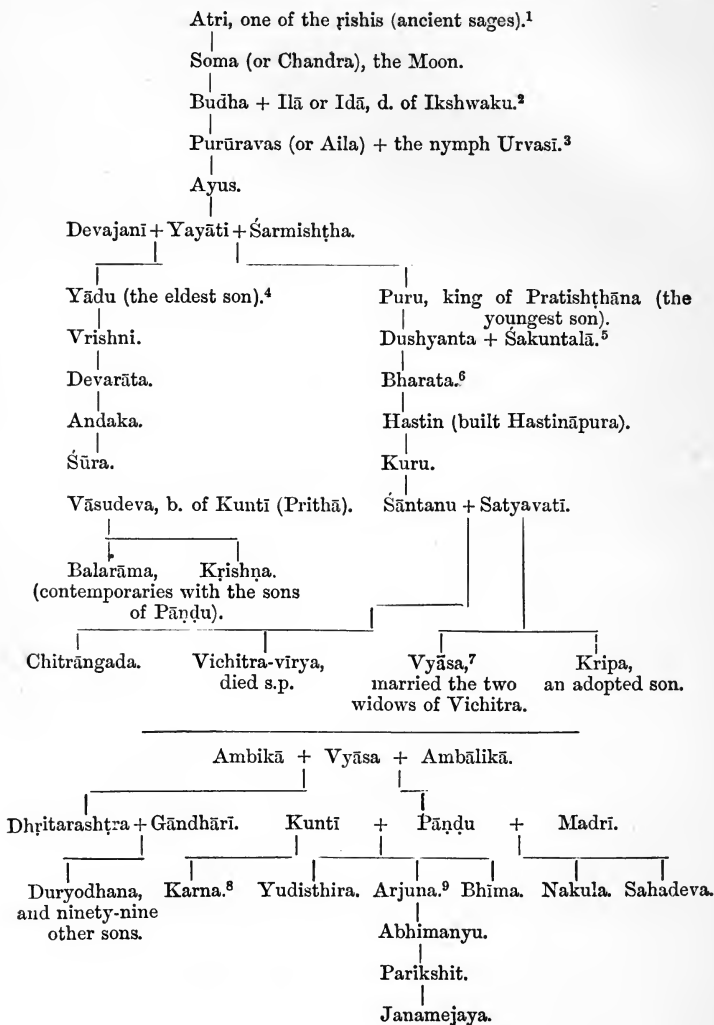 Atri, one of the ṛishis (ancient sages).¹
Soma (or Chandra), the Moon.
Budha + Ilā or Idā, d. of Ikshwaku.²
Purūravas (or Aila) + the nymph Urvasī.³
Ayus.
Devajanī + Yayāti + Śarmishṭha.
Yādu (the eldest son).⁴ Puru, king of Pratishṭhāna (the
youngest son).
Vrishni. Dushyanta + Śakuntalā.⁵
Devarāta. Bharata.⁶
Andaka. Hastin (built Hastināpura).
Śūra. Kuru.
Vāsudeva, b. of Kuntī (Prithā). Śāntanu + Satyavatī.
Balarāma, Kṛishṇa.
(contemporaries with the sons
of Pāṇḍu).
Chitrāngada. Vichitra-vīrya, Vyāsa,⁷ Kripa,
died s.p. married the two an adopted son.
widows of Vichitra.
Ambikā + Vyāsa + Ambālikā.
Dhṛitarashṭra + Gāndhārī. Kuntī + Pāṇḍu + Madrī.
Duryodhana, Karna.⁸ Yudisthira. Arjuna.⁹ Bhīma. Nakula. Sahadeva.
and ninety-nine
other sons.
Abhimanyu.
Parikshit.
Janamejaya.